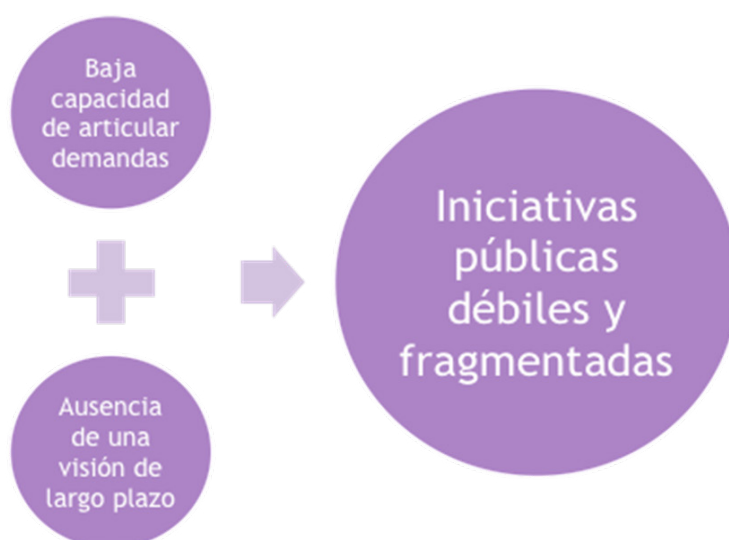 Baja
capacidad
de articular
demandas
Ausencia
de una
visión de
largo plazo
Iniciativas
públicas
débiles y
fragmentadas